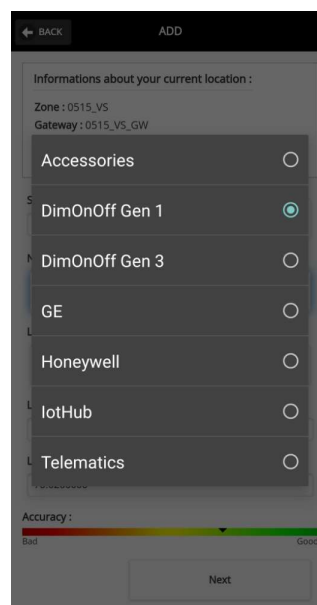 BACK
ADD
Informations about your current location :
Zone : 0515_VS
Gateway : 0515_VS_GW
Accessories
DimOnOff Gen 1
DimOnOff Gen 3
GE
Honeywell
IotHub
Telematics
Accuracy :
Bad
Good
Next